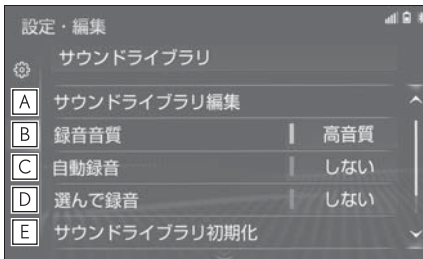 設定・編集
サウンドライブラリ
A サウンドライブラリ編集
B 録音音質 高音質
C 自動録音 しない
D 選んで録音 しない
E サウンドライブラリ初期化